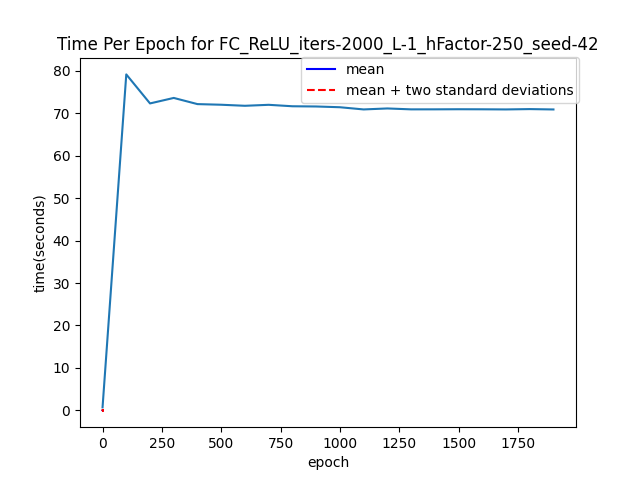 Time Per Epoch for FC_ReLU_iters-2000_L-1_hFactor-250_seed-42
mean
mean + two standard deviations
80
70
60
50
40
30
20
10
0
time(seconds)
0 250 500 750 1000 1250 1500 1750
epoch